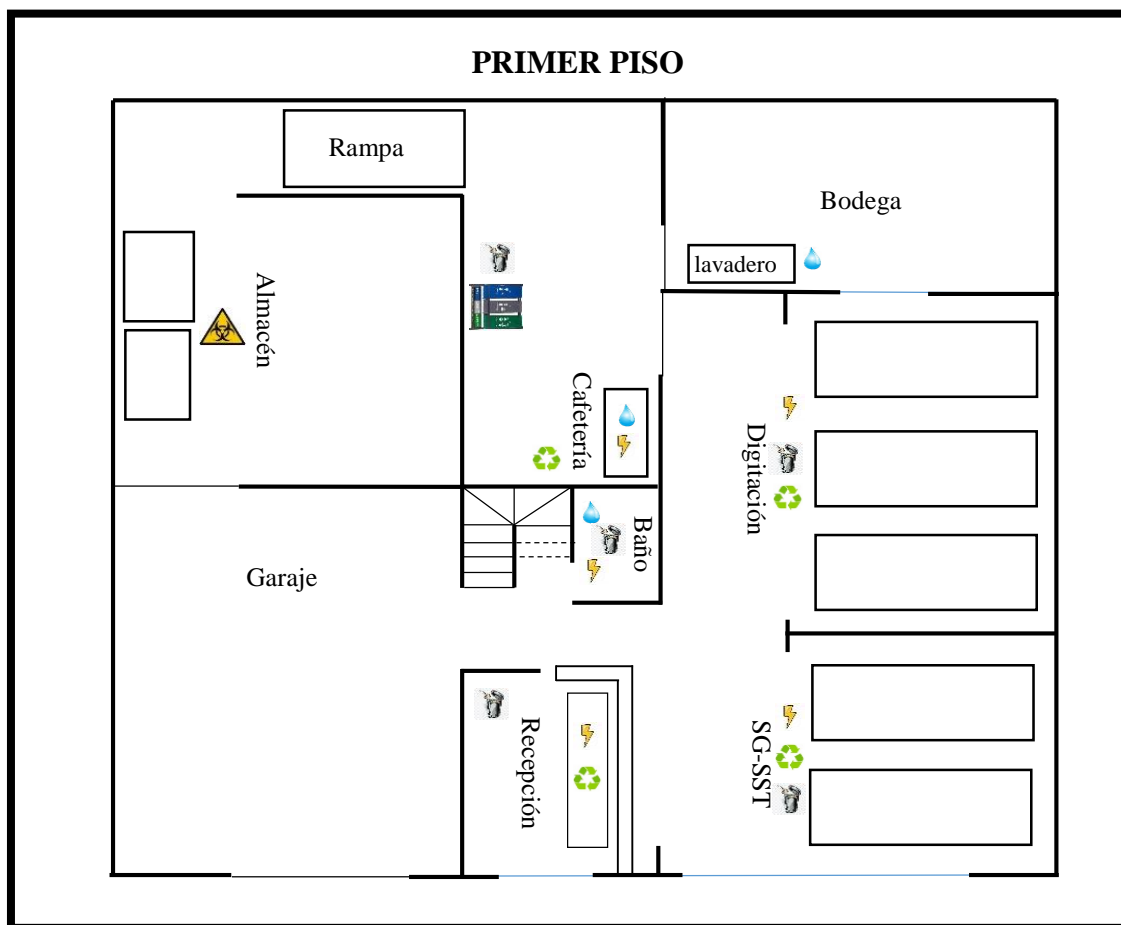 PRIMER PISO
Rampa
Bodega
lavadero
Almacén
Cafetería
Digitación
Baño
Garaje
Recepción
SG-SST